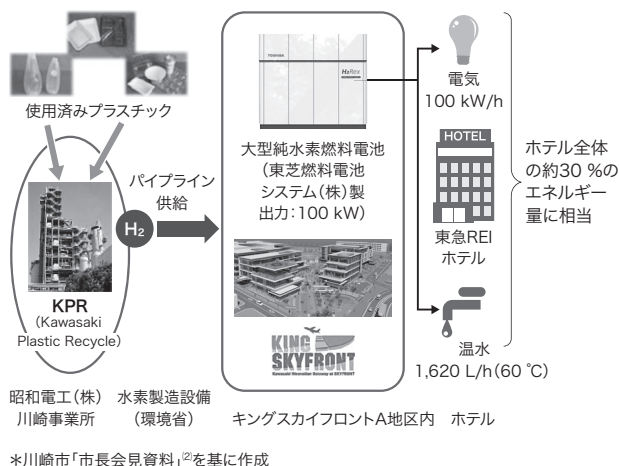 使用済みプラスチック
KPR
(Kawasaki
Plastic Recycle)
パイプライン
供給
H₂
TOSHIBA
H₂Rex
大型純水素燃料電池
(東芝燃料電池
システム(株)製
出力:100 kW)
KING
SKYFRONT
Kawasaki INnovation Gateway at SKYFRONT
電気
100 kW/h
HOTEL
東急REI
ホテル
温水
1,620 L/h(60 ℃)
ホテル全体
の約30 %の
エネルギー
量に相当
昭和電工(株)
川崎事業所
水素製造設備
(環境省)
キングスカイフロントA地区内 ホテル
*川崎市「市長会見資料」⁽²⁾を基に作成